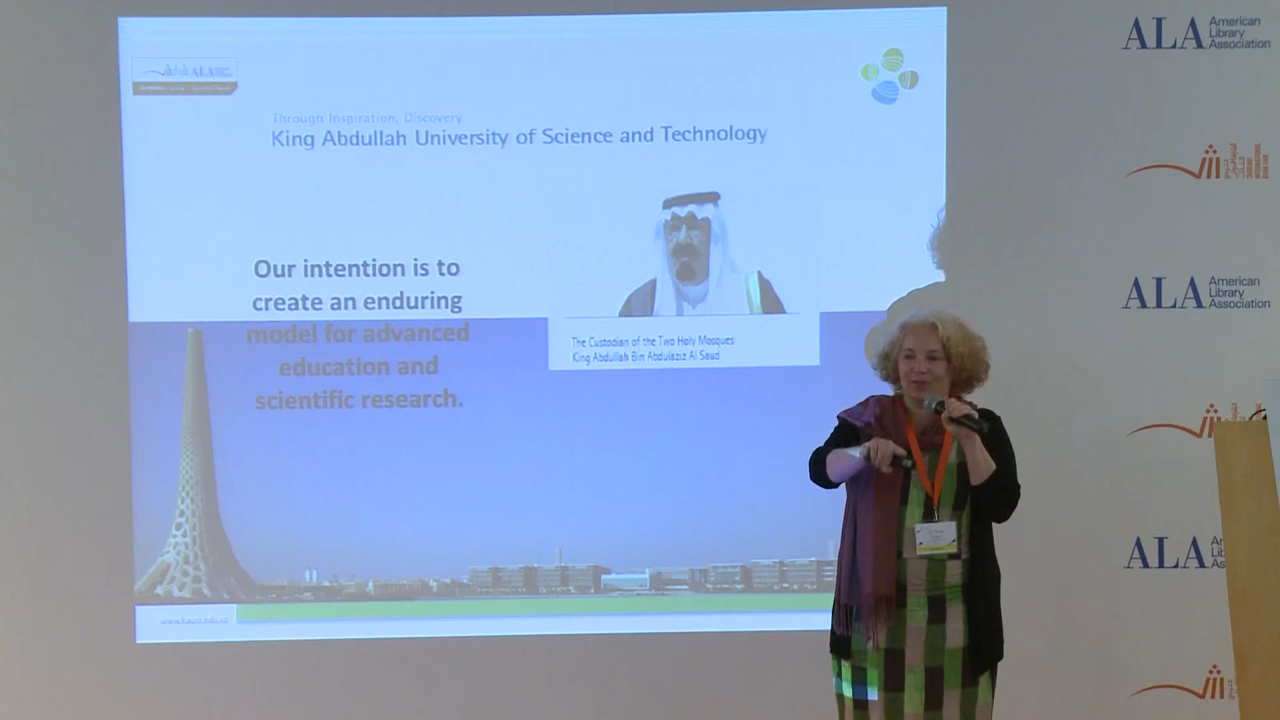 ALA
Through Inspiration, Discovery
King Abdullah University of Science and Technology
Our intention is to
create an enduring
model for advanced
education and
scientific research.
The Custodian of the Two Holy Mosques
King Abdullah Bin Abdulaziz Al Saud
www.kaust.edu.sa
ALA American
Library
Association
ALA American
Library
Association
ALA